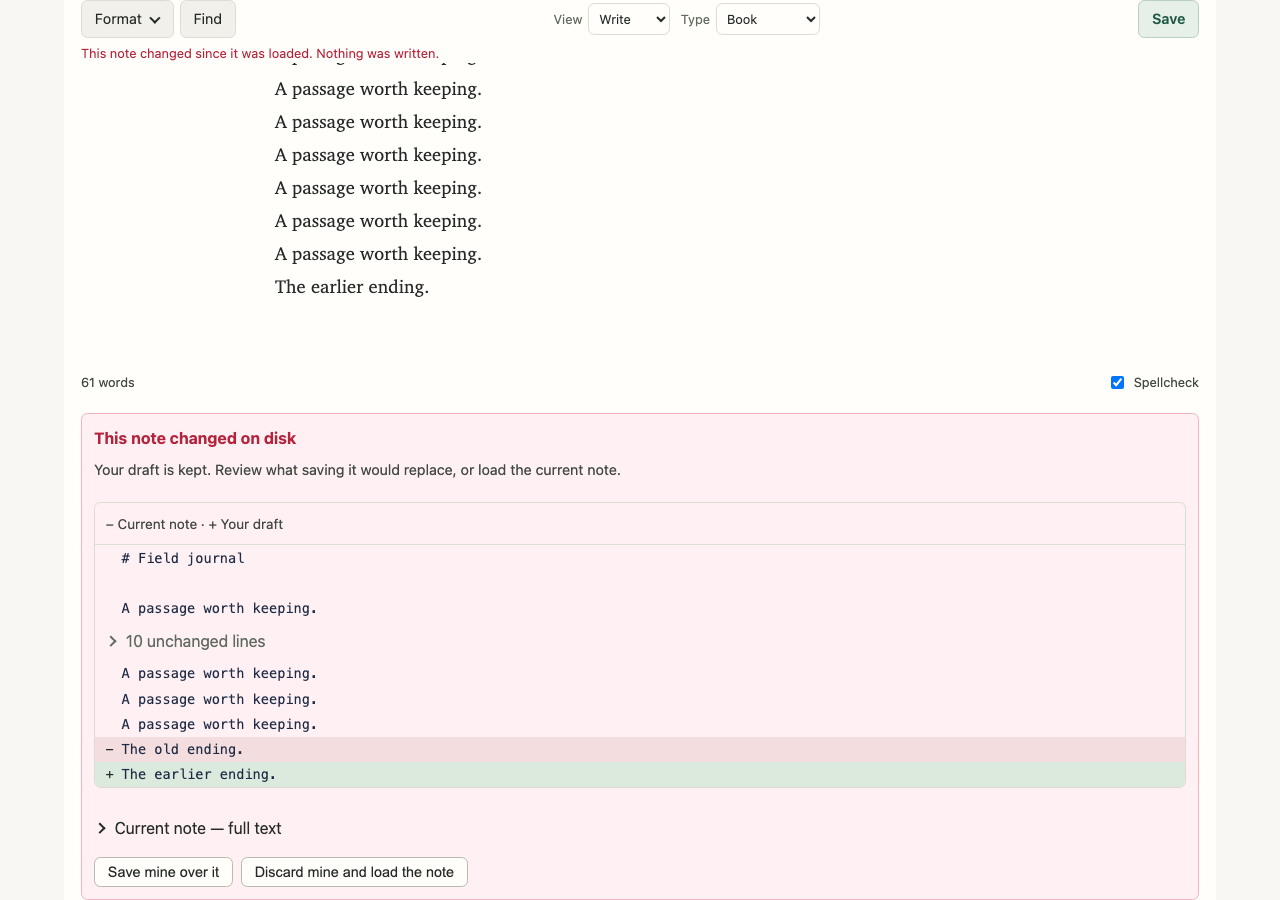 Format
Find
View
Write
Type
Book
Save
This note changed since it was loaded. Nothing was written.
A passage worth keeping.
A passage worth keeping.
A passage worth keeping.
A passage worth keeping.
A passage worth keeping.
A passage worth keeping.
The earlier ending.
61 words
Spellcheck
This note changed on disk
Your draft is kept. Review what saving it would replace, or load the current note.
– Current note · + Your draft
# Field journal
A passage worth keeping.
10 unchanged lines
A passage worth keeping.
A passage worth keeping.
A passage worth keeping.
– The old ending.
+ The earlier ending.
Current note — full text
Save mine over it
Discard mine and load the note